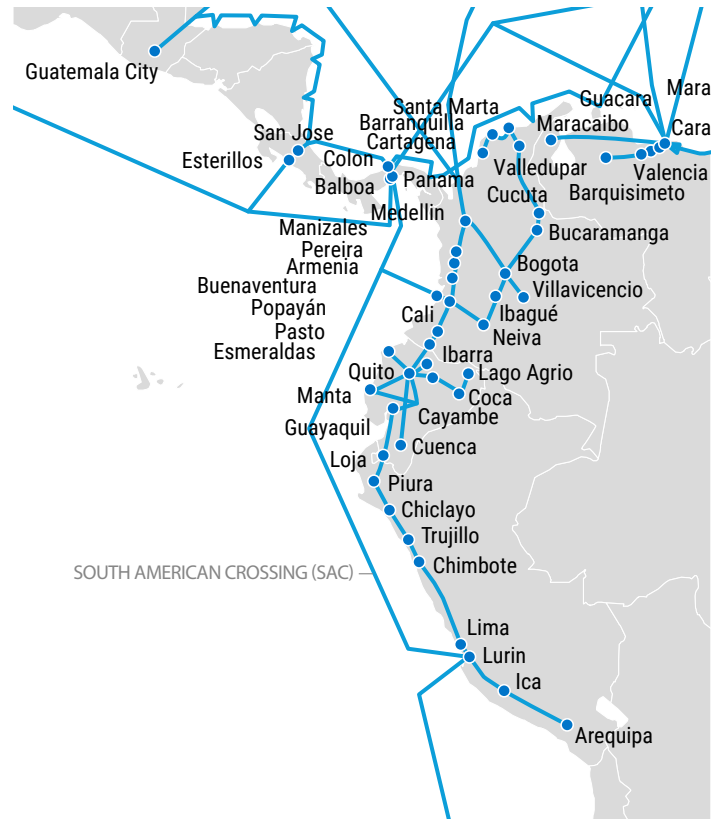 Guatemala City
San Jose
Esterillos
Colon
Balboa
Panama
Santa Marta
Barranquilla
Cartagena
Guacara
Mara
Maracaibo
Cara
Valledupar
Valencia
Barquisimeto
Cucuta
Medellin
Bucaramanga
Manizales
Pereira
Armenia
Buenaventura
Popayán
Pasto
Esmeraldas
Bogota
Villavicencio
Ibagué
Cali
Neiva
Ibarra
Quito
Lago Agrio
Coca
Manta
Cayambe
Guayaquil
Cuenca
Loja
Piura
Chiclayo
Trujillo
Chimbote
SOUTH AMERICAN CROSSING (SAC)
Lima
Lurin
Ica
Arequipa